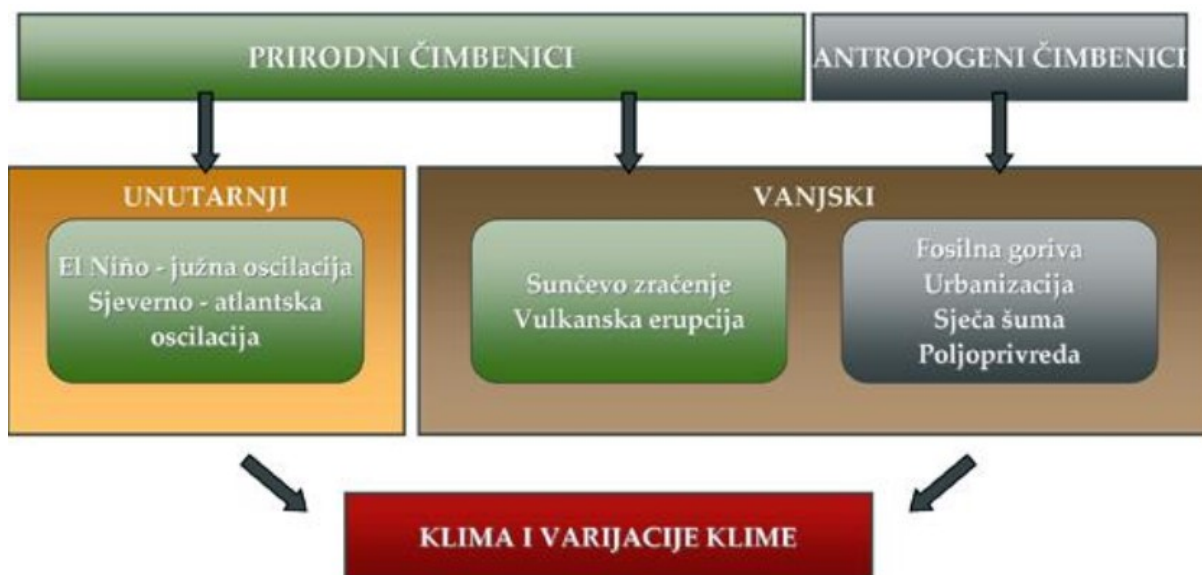 PRIRODNI ČIMBENICI
ANTROPOGENI ČIMBENICI
UNUTARNJI
El Niño - južna oscilacija
Sjeverno - atlantska
oscilacija
VANJSKI
Sunčevo zračenje
Vulkanska erupcija
Fosilna goriva
Urbanizacija
Sječa šuma
Poljoprivreda
KLIMA I VARIJACIJE KLIME